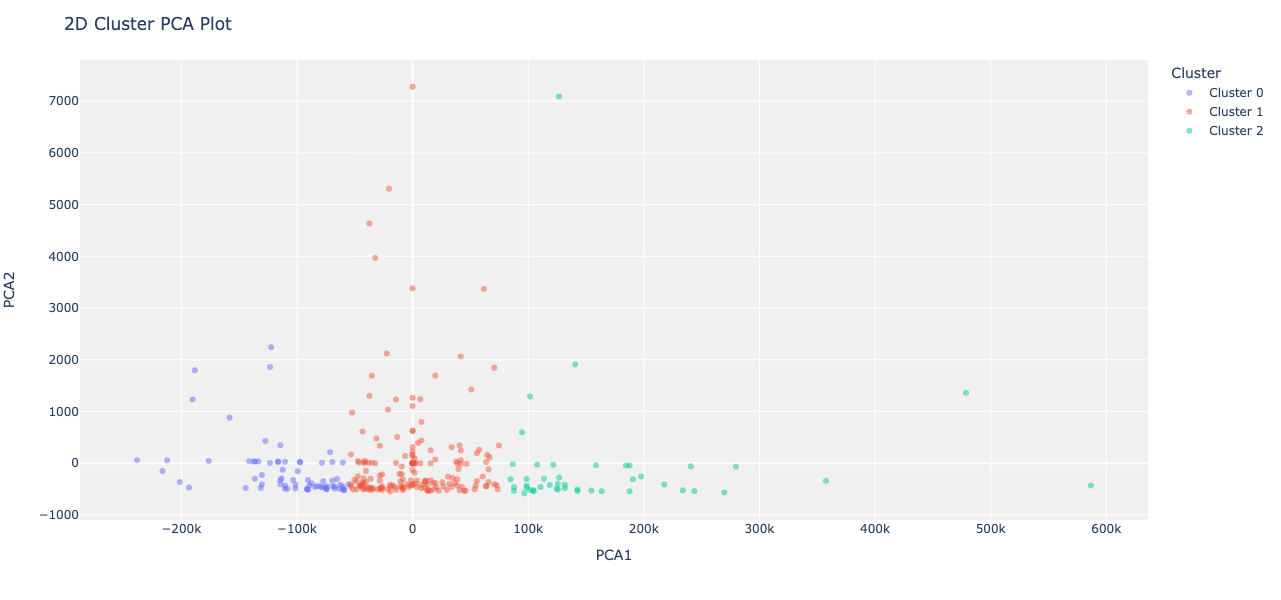 2D Cluster PCA Plot
Cluster
Cluster 0
Cluster 1
Cluster 2
7000
6000
5000
4000
3000
2000
1000
0
−1000
PCA2
−200k
−100k
0
100k
200k
300k
400k
500k
600k
PCA1